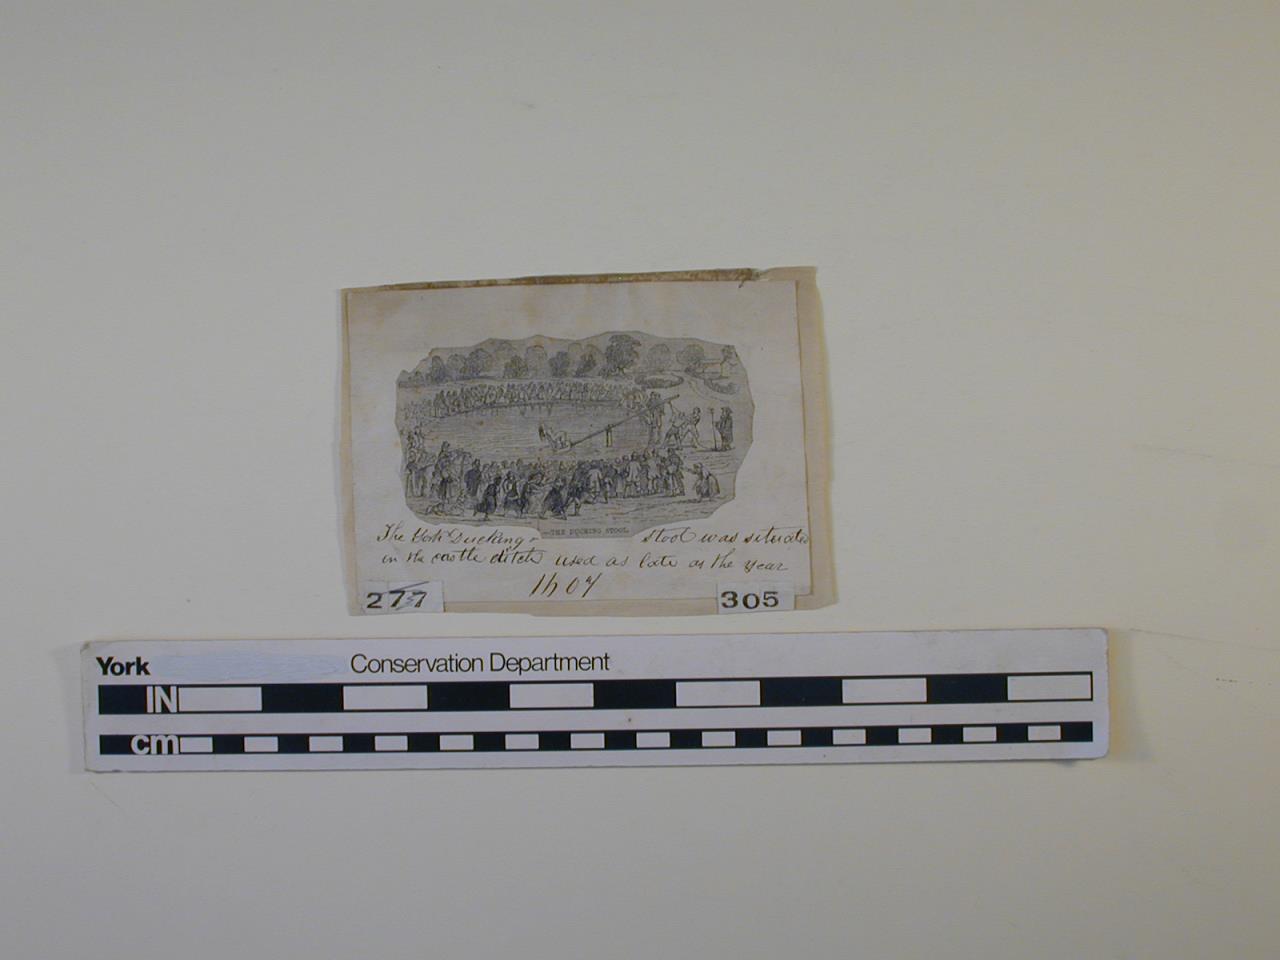 —THE DUCKING STOOL.
The York Ducking - Stool was situated
in the castle ditch used as late as the year
277
305
York Conservation Department
IN
cm